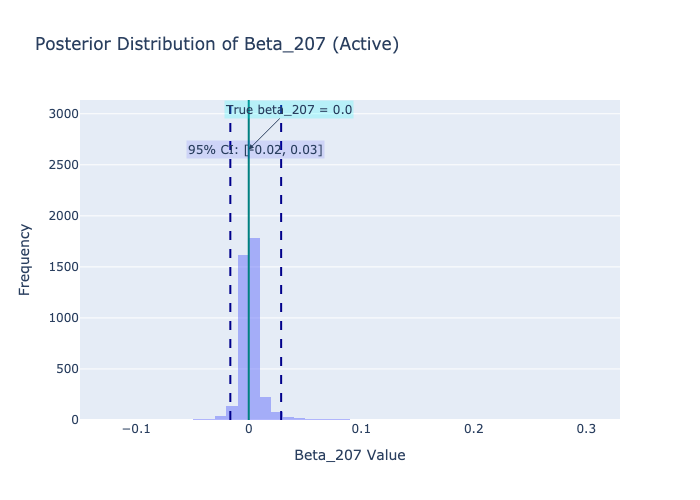 Posterior Distribution of Beta_207 (Active)
True beta_207 = 0.0
95% CI: [-0.02, 0.03]
3000
2500
2000
1500
1000
500
0
Frequency
−0.1
0
0.1
0.2
0.3
Beta_207 Value